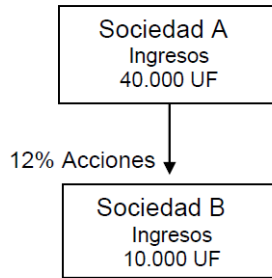 Sociedad A
Ingresos
40.000 UF
12% Acciones
Sociedad B
Ingresos
10.000 UF